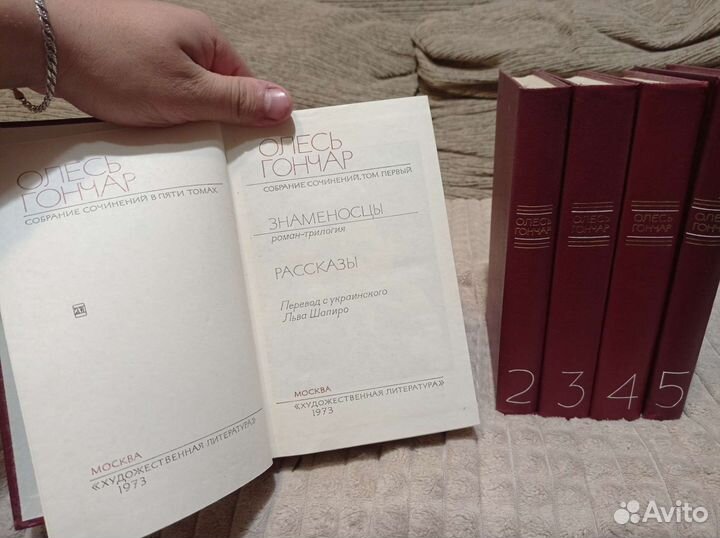 ОЛЕСЬ
ГОНЧАР
СОБРАНИЕ СОЧИНЕНИЙ В ПЯТИ ТОМАХ
МОСКВА
«ХУДОЖЕСТВЕННАЯ ЛИТЕРАТУРА»
1973
ОЛЕСЬ
ГОНЧАР
СОБРАНИЕ СОЧИНЕНИЙ. ТОМ ПЕРВЫЙ
ЗНАМЕНОСЦЫ
роман-трилогия
РАССКАЗЫ
Перевод с украинского
Льва Шапиро
МОСКВА
«ХУДОЖЕСТВЕННАЯ ЛИТЕРАТУРА»
1973
ОЛЕСЬ
ГОНЧАР
2
ОЛЕСЬ
ГОНЧАР
3
ОЛЕСЬ
ГОНЧАР
4
ОЛЕСЬ
ГОНЧАР
5
Avito